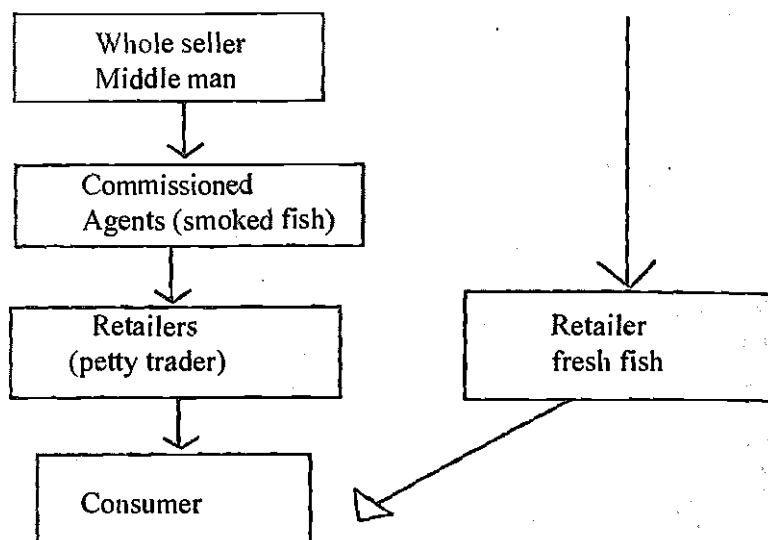 Whole seller
Middle man
Commissioned
Agents (smoked fish)
Retailers
(petty trader)
Retailer
fresh fish
Consumer